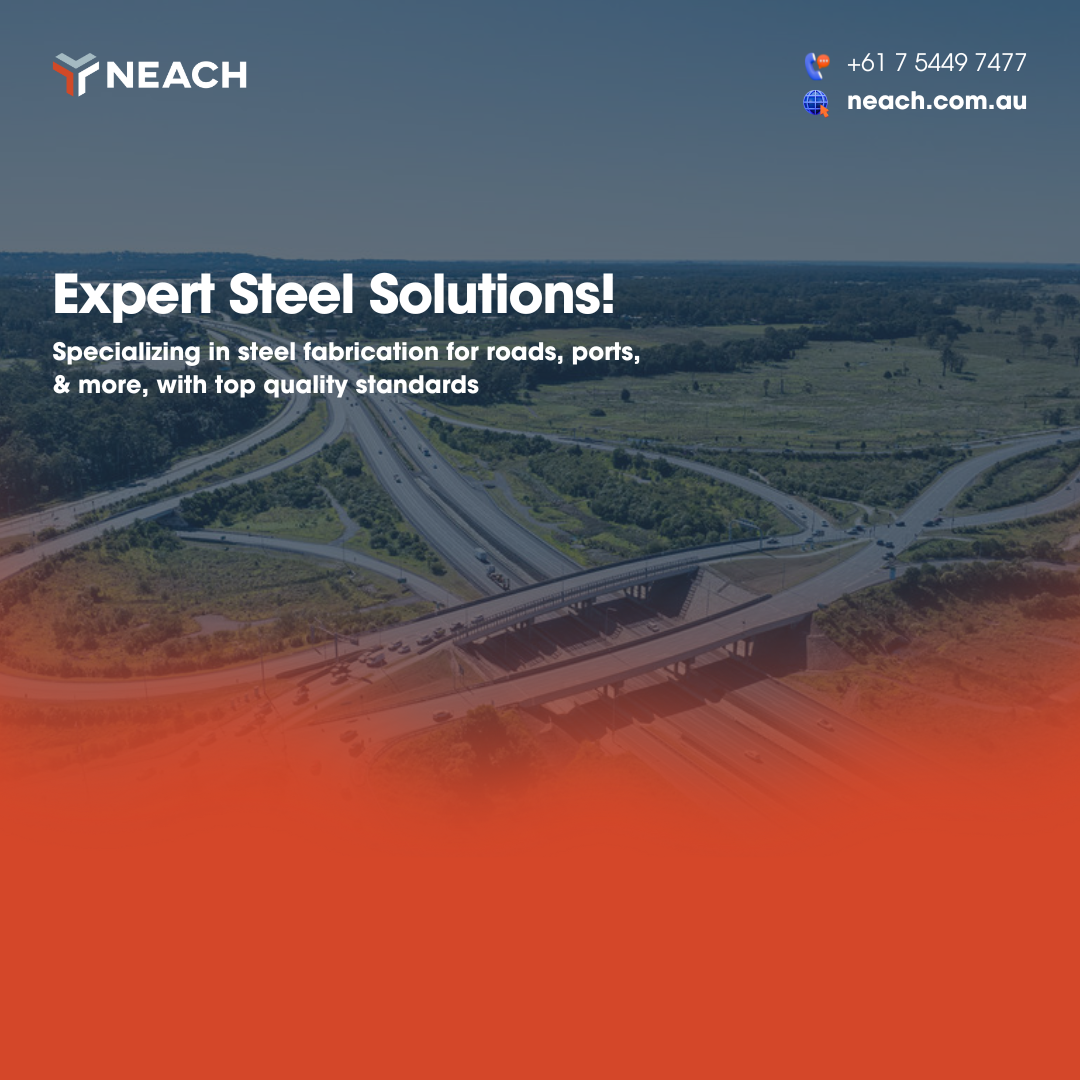 NEACH
+61 7 5449 7477
neach.com.au
Expert Steel Solutions!
Specializing in steel fabrication for roads, ports,
& more, with top quality standards